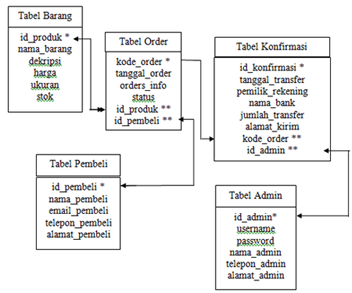 Tabel Barang
id_produk *
nama_barang
dekripsi
harga
ukuran
stok
Tabel Order
kode_order *
tanggal_order
orders_info
status
id_produk **
id_pembeli **
Tabel Konfirmasi
id_konfirmasi *
tanggal_transfer
pemilik_rekening
nama_bank
jumlah_transfer
alamat_kirim
kode_order **
id_admin **
Tabel Pembeli
id_pembeli *
nama_pembeli
email_pembeli
telepon_pembeli
alamat_pembeli
Tabel Admin
id_admin*
username
password
nama_admin
telepon_admin
alamat_admin